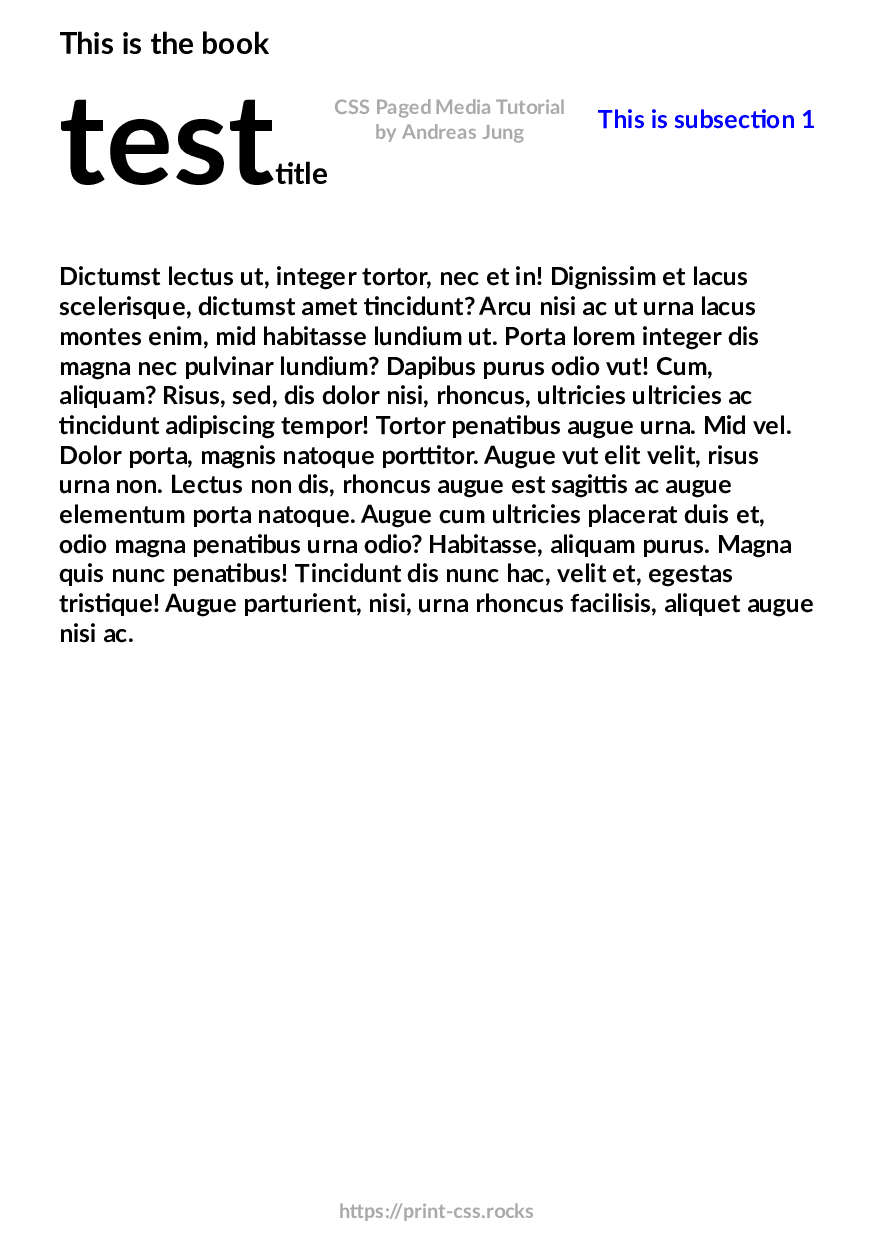 This is the book
test title
CSS Paged Media Tutorial
by Andreas Jung
This is subsection 1
Dictumst lectus ut, integer tortor, nec et in! Dignissim et lacus
scelerisque, dictumst amet tincidunt? Arcu nisi ac ut urna lacus
montes enim, mid habitasse lundium ut. Porta lorem integer dis
magna nec pulvinar lundium? Dapibus purus odio vut! Cum,
aliquam? Risus, sed, dis dolor nisi, rhoncus, ultricies ultricies ac
tincidunt adipiscing tempor! Tortor penatibus augue urna. Mid vel.
Dolor porta, magnis natoque porttitor. Augue vut elit velit, risus
urna non. Lectus non dis, rhoncus augue est sagittis ac augue
elementum porta natoque. Augue cum ultricies placerat duis et,
odio magna penatibus urna odio? Habitasse, aliquam purus. Magna
quis nunc penatibus! Tincidunt dis nunc hac, velit et, egestas
tristique! Augue parturient, nisi, urna rhoncus facilisis, aliquet augue
nisi ac.
https://print-css.rocks